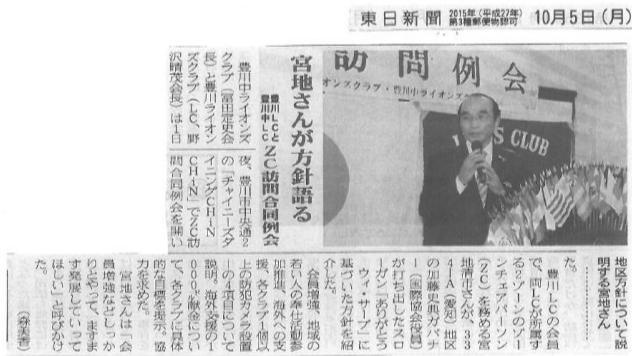 東日新聞
2015年(平成27年)
第3種郵便物認可
10月5日(月)
訪問例会
オンズクラブ・豊川中ライオンズ
CLUB
宮地さんが方針語る
豊川LCと
豊川中LC
ZC訪問合同例会
豊川中ライオンズ
クラブ(冨田定史会
長)と豊川ライオン
ズクラブ(LC、野
沢晴茂会長)は1日
夜、豊川市中央通2
の「チャイニーズダ
イニングCHiN
CHiN」でZC訪
問合同例会を開い
た。
地区方針について説
明する宮地さん
豊川LCの会員
で、両LCが所属す
る2ゾーンのゾー
ンチェアパーソン
(ZC)を務める宮
地清市さんが、33
4-A(愛知)地区
の加藤史典ガバナ
ー(国際協会役員)
が打ち出したスロ
ーガン「ありがとう
ウィ・サーブ」に
基づいた方針を紹
介した。
会員増強、地域の
若い人の奉仕活動参
加推進、海外への支
援、各クラブ1個以
上の防犯カメラ設置
―の4項目について
説明。海外支援の1
00㌦献金につい
て、各クラブに具体
的な目標を提示。協
力を求めた。
宮地さんは「会
員増強などしっか
りとやって、ますま
す発展していって
ほしい」と呼びかけ
た。